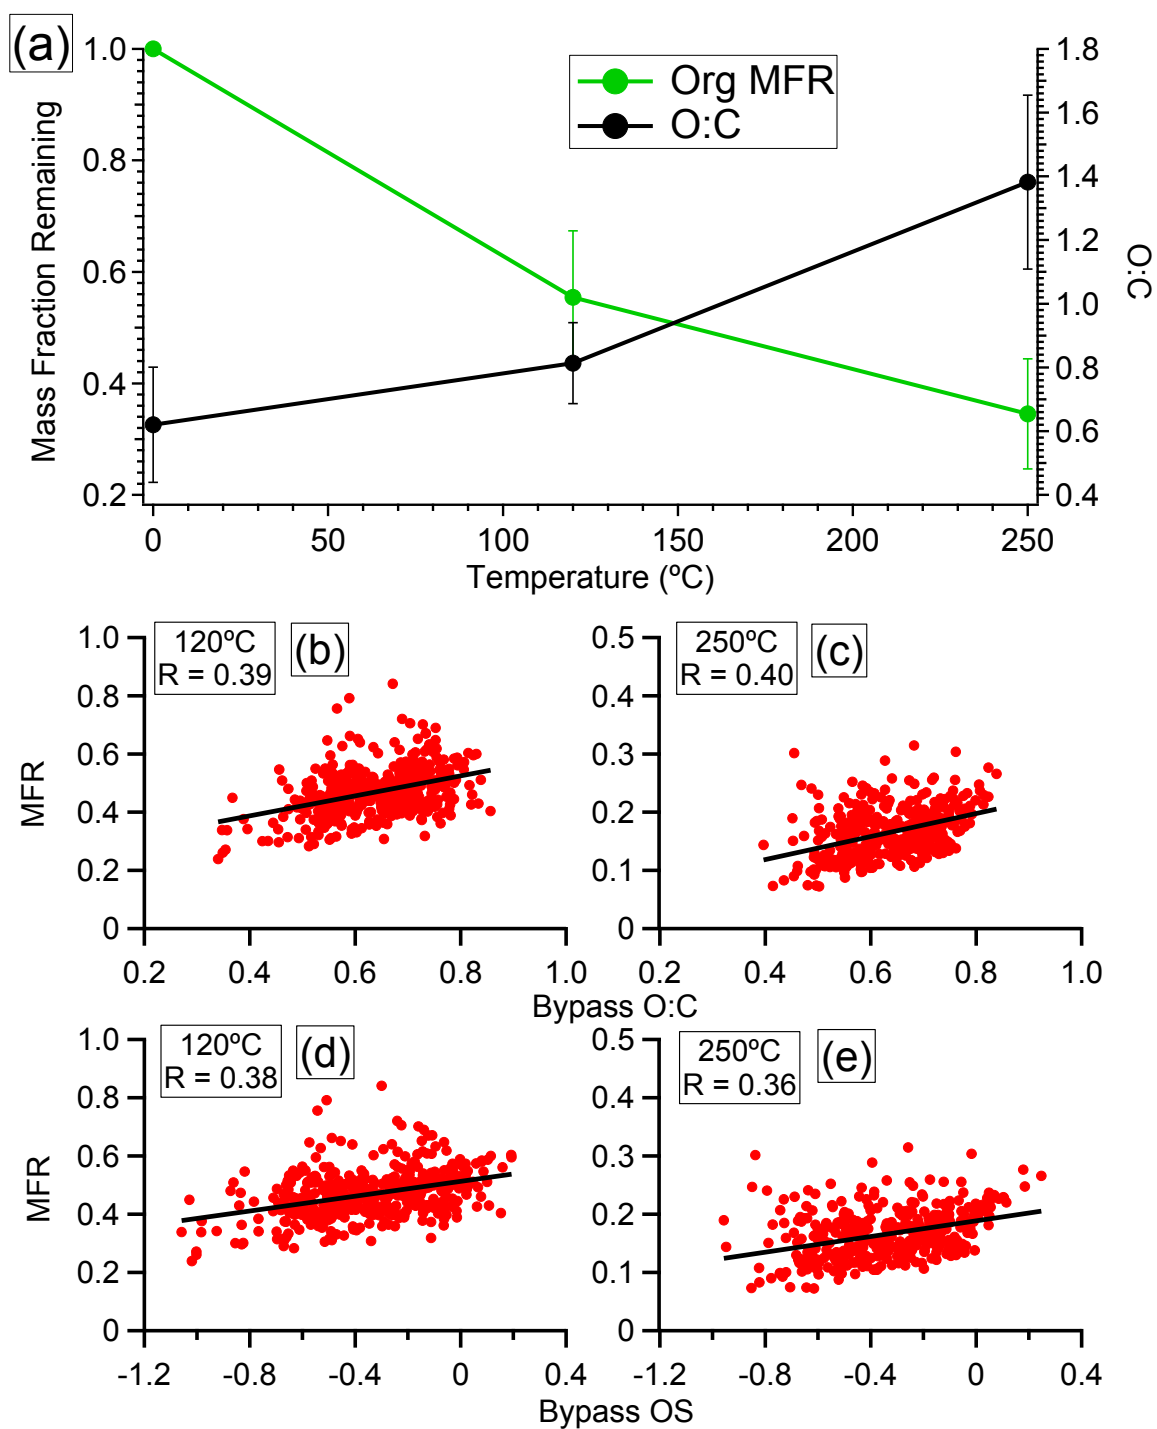 (a)
1.0
0.8
0.6
0.4
0.2
Mass Fraction Remaining
Org MFR
O:C
1.8
1.6
1.4
1.2
1.0
0.8
0.6
0.4
O:C
0 50 100 150 200 250
Temperature (ºC)
120ºC
R = 0.39
(b)
1.0
0.8
0.6
0.4
0.2
0
MFR
0.2 0.4 0.6 0.8 1.0
250ºC
R = 0.40
(c)
0.5
0.4
0.3
0.2
0.1
0
0.2 0.4 0.6 0.8 1.0
Bypass O:C
120ºC
R = 0.38
(d)
1.0
0.8
0.6
0.4
0.2
0
MFR
-1.2 -0.8 -0.4 0 0.4
250ºC
R = 0.36
(e)
0.5
0.4
0.3
0.2
0.1
0
-1.2 -0.8 -0.4 0 0.4
Bypass OS